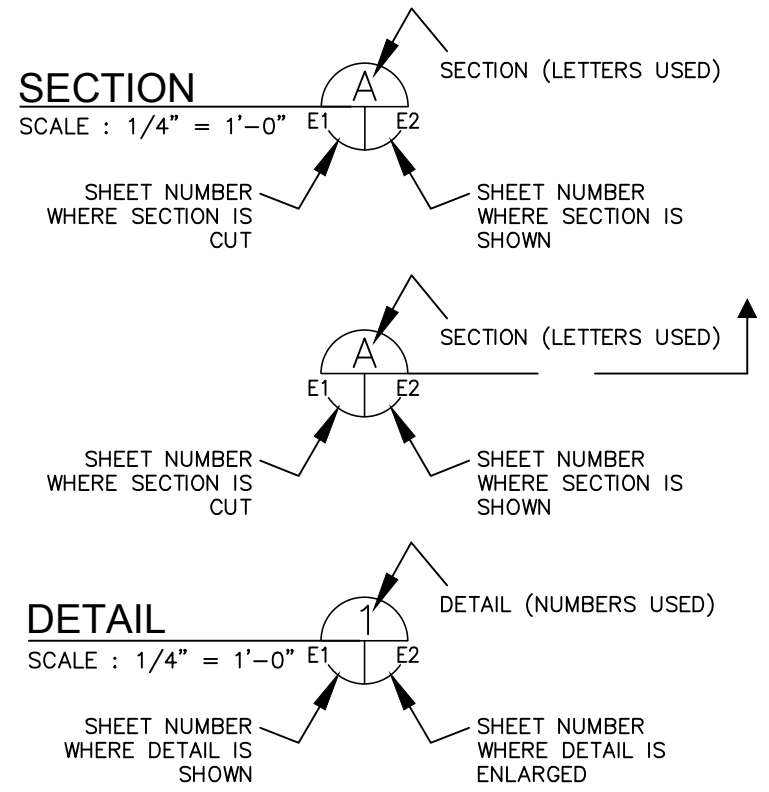 A
SECTION (LETTERS USED)
SECTION
SCALE : 1/4" = 1'-0"
E1
E2
SHEET NUMBER
WHERE SECTION IS
CUT
SHEET NUMBER
WHERE SECTION IS
SHOWN
A
SECTION (LETTERS USED)
E1
E2
SHEET NUMBER
WHERE SECTION IS
CUT
SHEET NUMBER
WHERE SECTION IS
SHOWN
1
DETAIL (NUMBERS USED)
DETAIL
SCALE : 1/4" = 1'-0"
E1
E2
SHEET NUMBER
WHERE DETAIL IS
SHOWN
SHEET NUMBER
WHERE DETAIL IS
ENLARGED